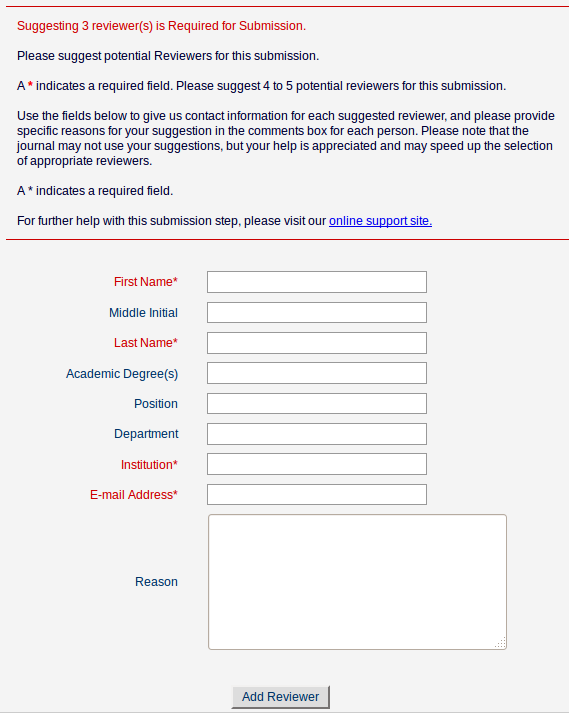 Suggesting 3 reviewer(s) is Required for Submission.
Please suggest potential Reviewers for this submission.
A * indicates a required field. Please suggest 4 to 5 potential reviewers for this submission.
Use the fields below to give us contact information for each suggested reviewer, and please provide
specific reasons for your suggestion in the comments box for each person. Please note that the
journal may not use your suggestions, but your help is appreciated and may speed up the selection
of appropriate reviewers.
A * indicates a required field.
For further help with this submission step, please visit our online support site.
First Name*
Middle Initial
Last Name*
Academic Degree(s)
Position
Department
Institution*
E-mail Address*
Reason
Add Reviewer